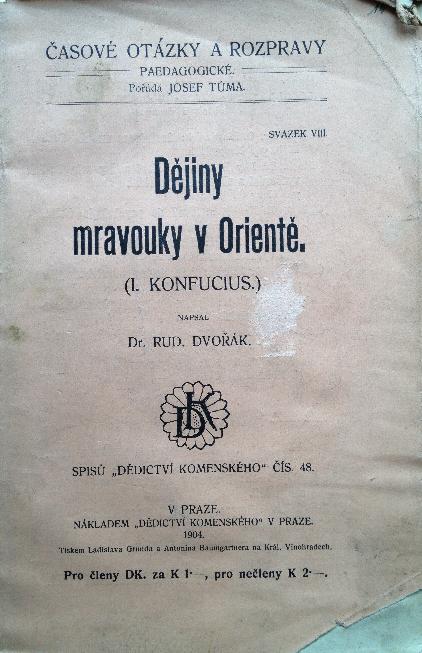 ČASOVÉ OTÁZKY A ROZPRAVY
PAEDAGOGICKÉ.
Pořádá JOSEF TŮMA.
SVAZEK VIII.
Dějiny
mravouky v Orientě.
(I. KONFUCIUS.)
NAPSAL
Dr. RUD. DVOŘÁK.
DK
SPISŮ „DĚDICTVÍ KOMENSKÉHO“ ČÍS. 48.
V PRAZE.
NÁKLADEM „DĚDICTVÍ KOMENSKÉHO“ V PRAZE.
1904.
Tiskem Ladislava Grunda a Antonína Baumgartnera na Král. Vinohradech.
Pro členy DK. za K 1·—, pro nečleny K 2·—.